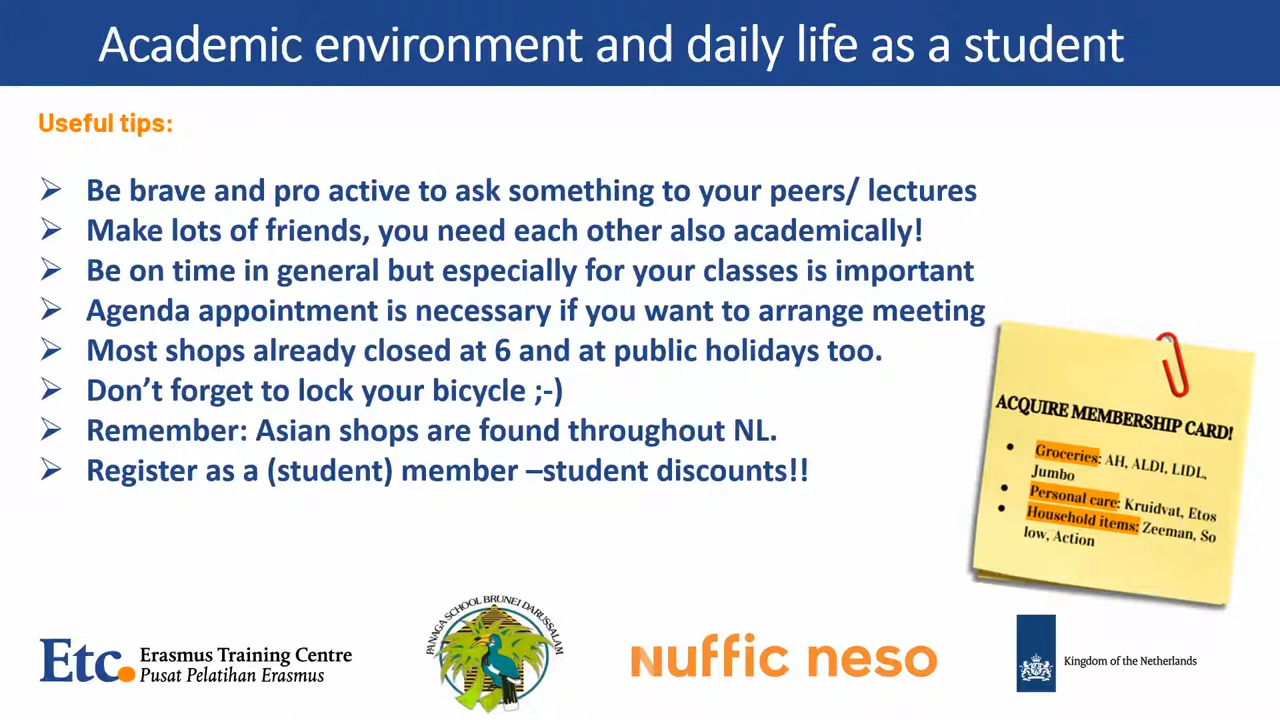 Academic environment and daily life as a student
Useful tips:
Be brave and pro active to ask something to your peers/ lectures
Make lots of friends, you need each other also academically!
Be on time in general but especially for your classes is important
Agenda appointment is necessary if you want to arrange meeting
Most shops already closed at 6 and at public holidays too.
Don’t forget to lock your bicycle ;-)
Remember: Asian shops are found throughout NL.
Register as a (student) member –student discounts!!
ACQUIRE MEMBERSHIP CARD!
Groceries: AH, ALDI, LIDL,
Jumbo
Personal care: Kruidvat, Etos
Household items: Zeeman, So
low, Action
Etc.
Erasmus Training Centre
Pusat Pelatihan Erasmus
PANAGA SCHOOL BRUNEI DARUSSALAM
nuffic neso
Kingdom of the Netherlands